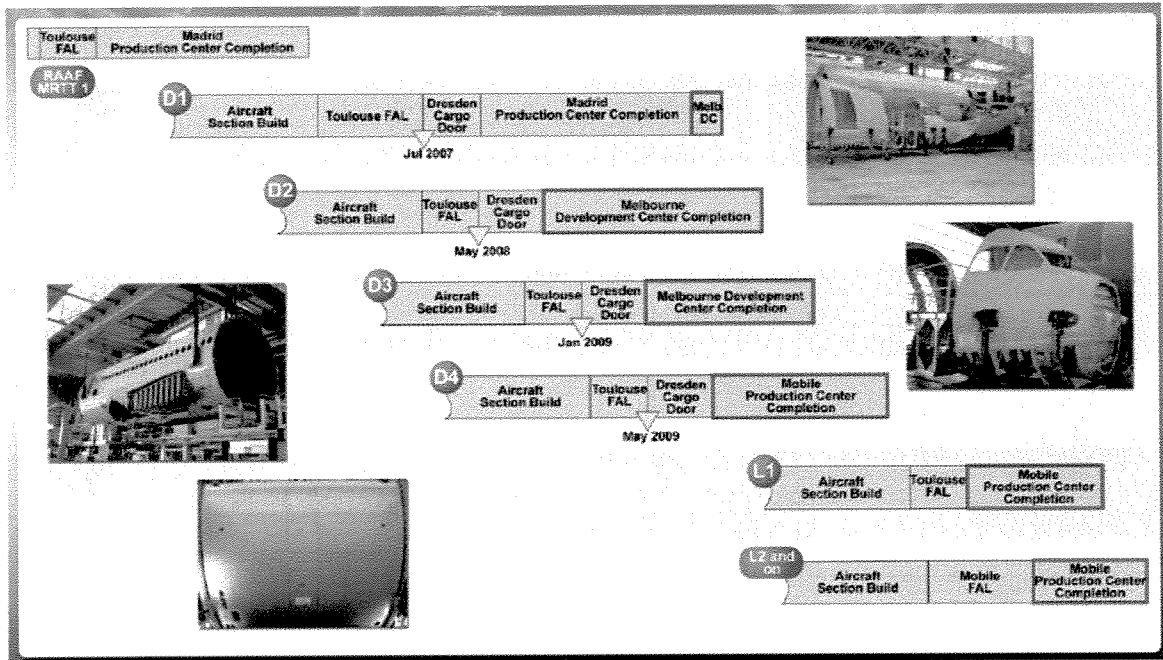 Toulouse
FAL
Madrid
Production Center Completion
RAAF
MRTT 1
D1
Aircraft
Section Build
Toulouse FAL
Dresden
Cargo
Door
Madrid
Production Center Completion
Melb
DC
Jul 2007
D2
Aircraft
Section Build
Toulouse
FAL
Dresden
Cargo
Door
Melbourne
Development Center Completion
May 2008
D3
Aircraft
Section Build
Toulouse
FAL
Dresden
Cargo
Door
Melbourne Development
Center Completion
Jan 2009
D4
Aircraft
Section Build
Toulouse
FAL
Dresden
Cargo
Door
Mobile
Production Center
Completion
May 2009
L1
Aircraft
Section Build
Toulouse
FAL
Mobile
Production Center
Completion
L2 and
on
Aircraft
Section Build
Mobile
FAL
Mobile
Production Center
Completion